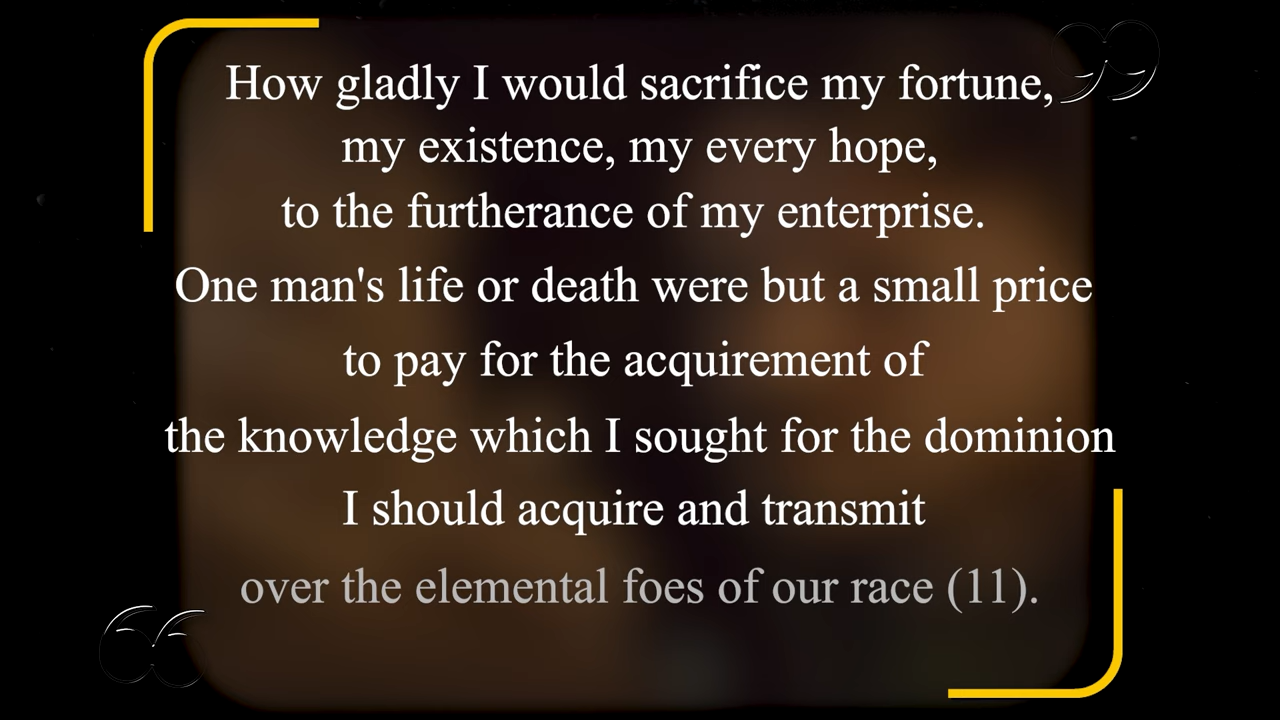 How gladly I would sacrifice my fortune,
my existence, my every hope,
to the furtherance of my enterprise.
One man's life or death were but a small price
to pay for the acquirement of
the knowledge which I sought for the dominion
I should acquire and transmit
over the elemental foes of our race (11).